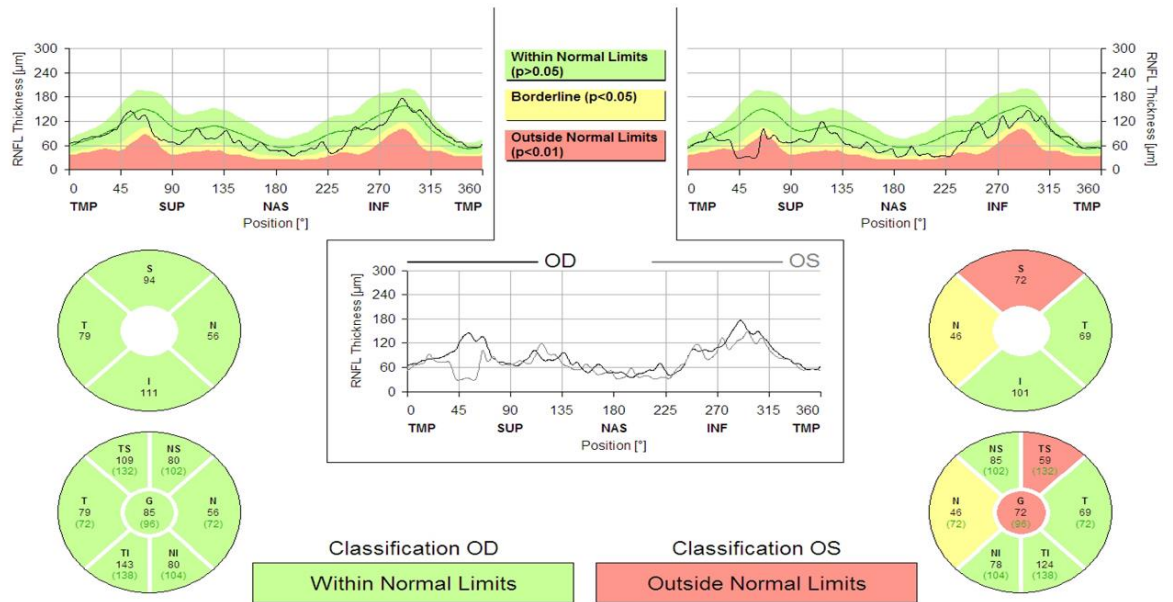 RNFL Thickness [µm]
300
240
180
120
60
0
0 45 90 135 180 225 270 315 360
TMP SUP NAS INF TMP
Position [°]
Within Normal Limits
(p>0.05)
Borderline (p<0.05)
Outside Normal Limits
(p<0.01)
300
240
180
120
60
0
RNFL Thickness [µm]
0 45 90 135 180 225 270 315 360
TMP SUP NAS INF TMP
Position [°]
OD OS
RNFL Thickness [µm]
300
240
180
120
60
0
0 45 90 135 180 225 270 315 360
TMP SUP NAS INF TMP
Position [°]
S
94
T
79
N
56
I
111
S
72
N
46
T
69
I
101
TS
109
(132)
NS
80
(102)
T
79
(72)
G
85
(96)
N
56
(72)
TI
143
(138)
NI
80
(104)
NS
85
(102)
TS
59
(132)
N
46
(72)
G
72
(96)
T
69
(72)
NI
78
(104)
TI
124
(138)
Classification OD
Within Normal Limits
Classification OS
Outside Normal Limits